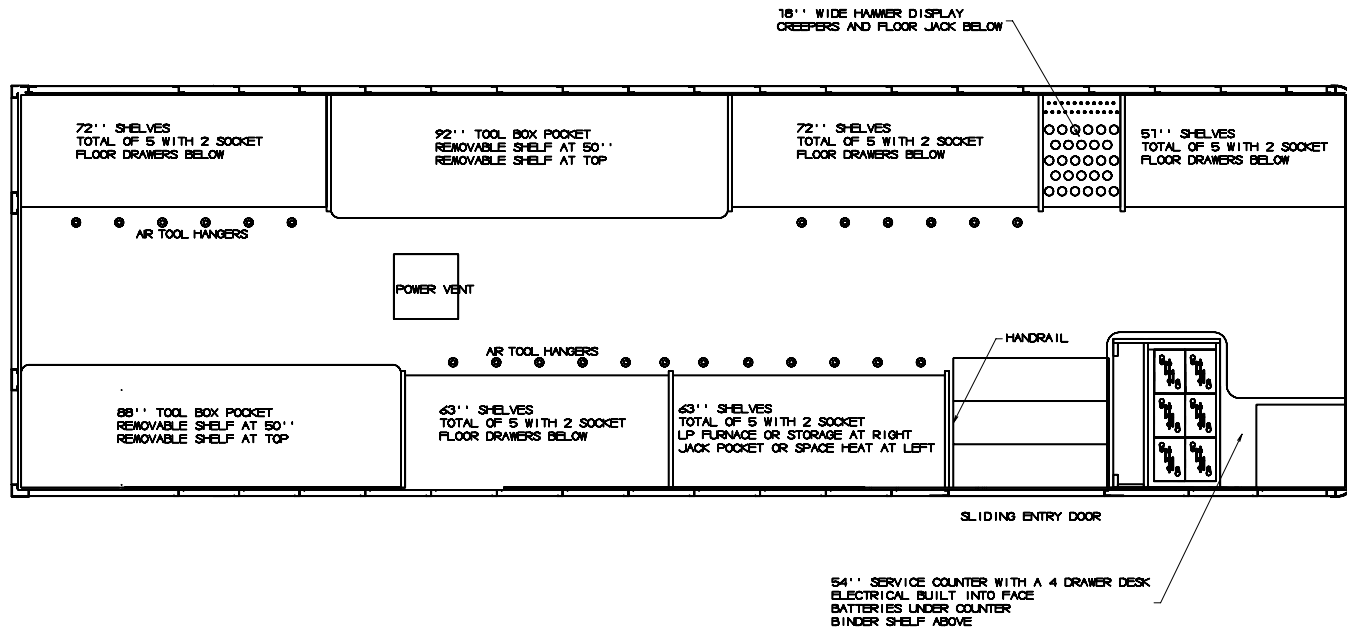 18'' WIDE HAMMER DISPLAY
CREEPERS AND FLOOR JACK BELOW
72'' SHELVES
TOTAL OF 5 WITH 2 SOCKET
FLOOR DRAWERS BELOW
92'' TOOL BOX POCKET
REMOVABLE SHELF AT 50''
REMOVABLE SHELF AT TOP
72'' SHELVES
TOTAL OF 5 WITH 2 SOCKET
FLOOR DRAWERS BELOW
51'' SHELVES
TOTAL OF 5 WITH 2 SOCKET
FLOOR DRAWERS BELOW
AIR TOOL HANGERS
POWER VENT
AIR TOOL HANGERS
HANDRAIL
88'' TOOL BOX POCKET
REMOVABLE SHELF AT 50''
REMOVABLE SHELF AT TOP
63'' SHELVES
TOTAL OF 5 WITH 2 SOCKET
FLOOR DRAWERS BELOW
63'' SHELVES
TOTAL OF 5 WITH 2 SOCKET
LP FURNACE OR STORAGE AT RIGHT
JACK POCKET OR SPACE HEAT AT LEFT
SLIDING ENTRY DOOR
54'' SERVICE COUNTER WITH A 4 DRAWER DESK
ELECTRICAL BUILT INTO FACE
BATTERIES UNDER COUNTER
BINDER SHELF ABOVE